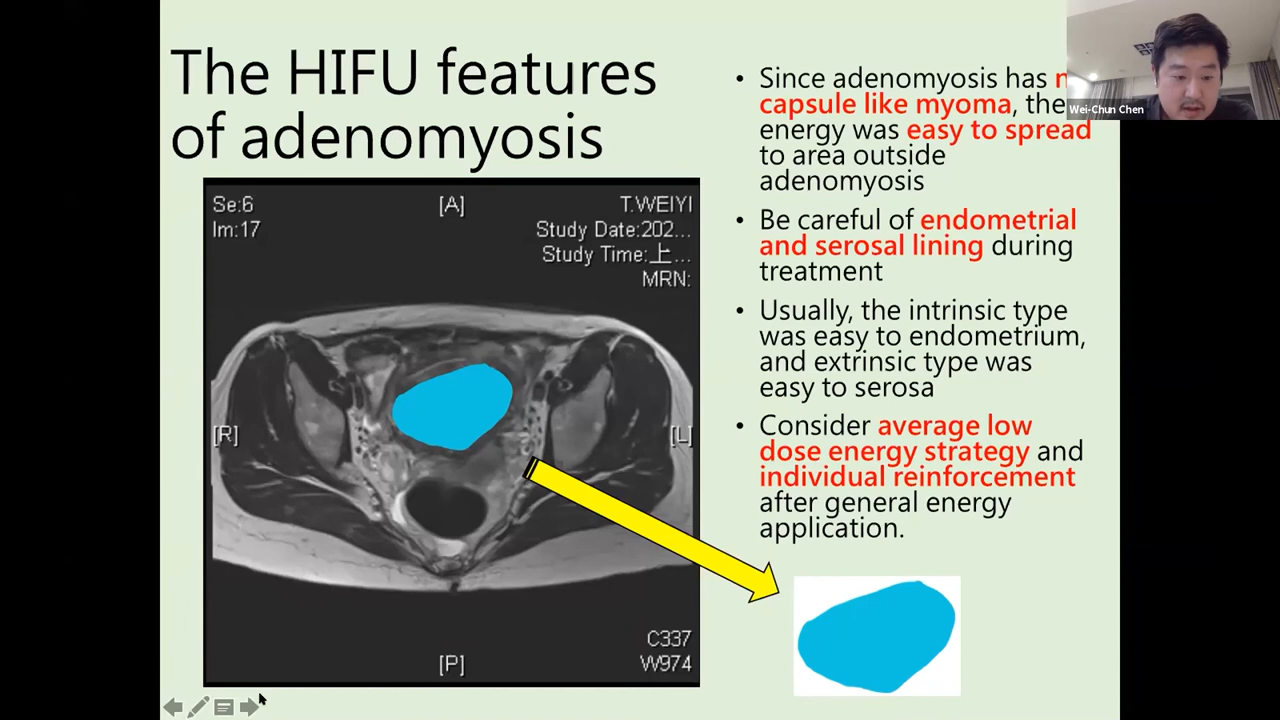 The HIFU features
of adenomyosis
Se:6
[A]
T.WEIYI
Im:17
Study Date:202...
Study Time:上...
MRN:
[R]
[L]
C337
[P]
W974
• Since adenomyosis has
capsule like myoma, the
energy was easy to spread
to area outside
adenomyosis
• Be careful of endometrial
and serosal lining during
treatment
• Usually, the intrinsic type
was easy to endometrium,
and extrinsic type was
easy to serosa
• Consider average low
dose energy strategy and
individual reinforcement
after general energy
application.
Wei-Chun Chen